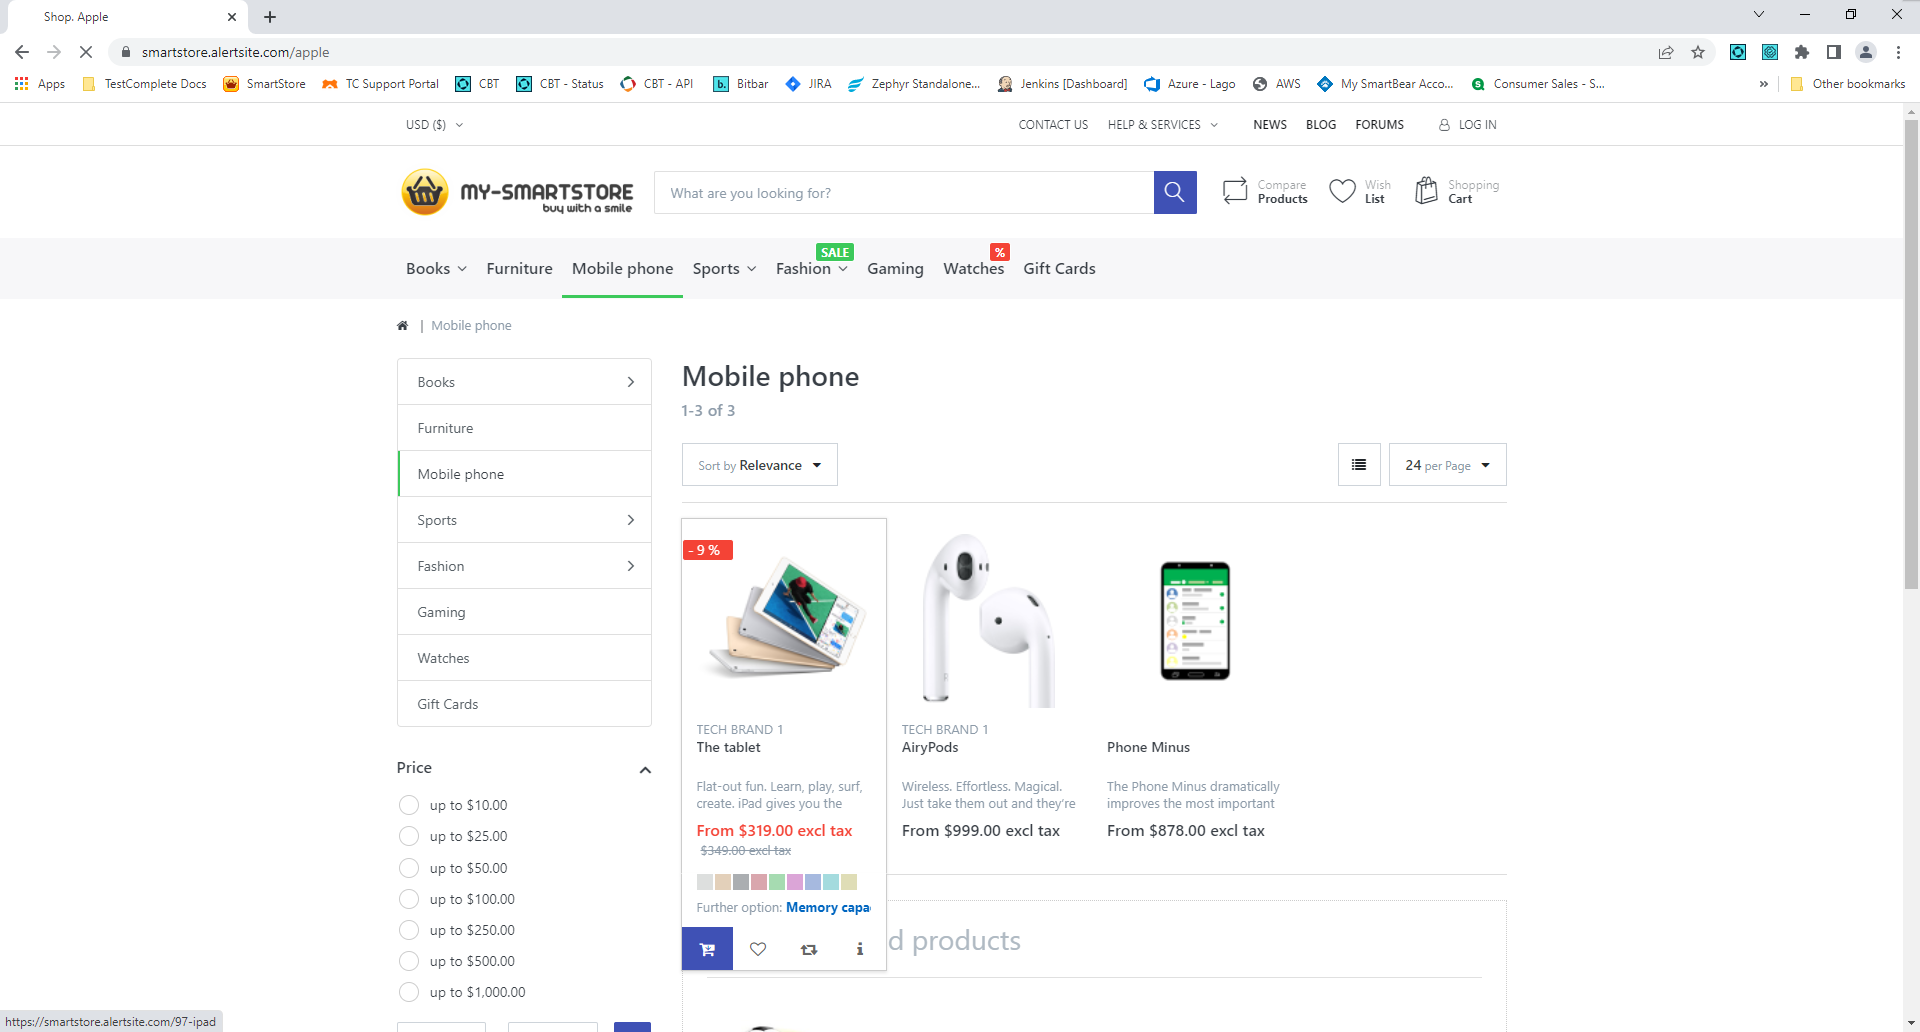 Shop. Apple
smartstore.alertsite.com/apple
Apps TestComplete Docs SmartStore TC Support Portal CBT CBT - Status CBT - API Bitbar JIRA Zephyr Standalone... Jenkins [Dashboard] Azure - Lago AWS My SmartBear Acco... Consumer Sales - S... » Other bookmarks
USD ($) CONTACT US HELP & SERVICES NEWS BLOG FORUMS LOG IN
MY-SMARTSTORE
buy with a smile
What are you looking for?
Compare
Products
Wish
List
Shopping
Cart
SALE %
Books Furniture Mobile phone Sports Fashion Gaming Watches Gift Cards
| Mobile phone
Books
Furniture
Mobile phone
Sports
Fashion
Gaming
Watches
Gift Cards
Price
up to $10.00
up to $25.00
up to $50.00
up to $100.00
up to $250.00
up to $500.00
up to $1,000.00
Mobile phone
1-3 of 3
Sort by Relevance
24 per Page
- 9 %
TECH BRAND 1
The tablet
Flat-out fun. Learn, play, surf,
create. iPad gives you the
From $319.00 excl tax
$349.00 excl tax
Further option: Memory capa
TECH BRAND 1
AiryPods
Wireless. Effortless. Magical.
Just take them out and they're
From $999.00 excl tax
Phone Minus
The Phone Minus dramatically
improves the most important
From $878.00 excl tax
d products
https://smartstore.alertsite.com/97-ipad